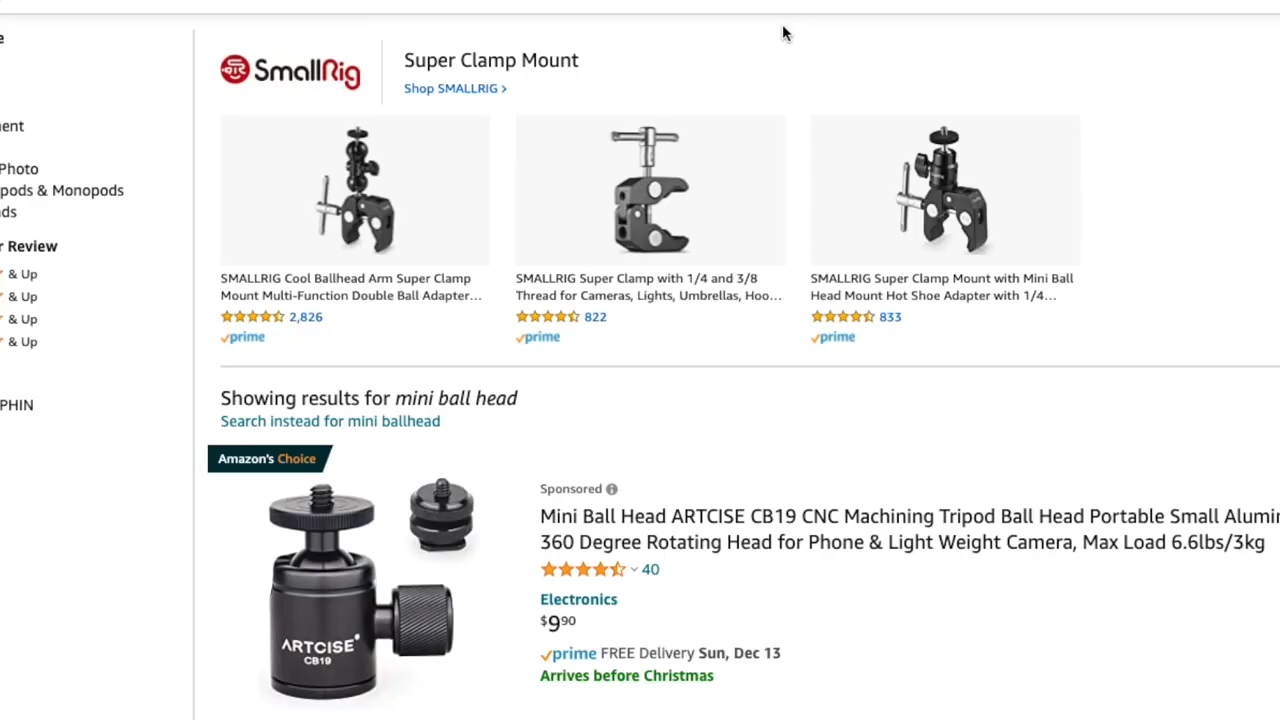 e
ent
Photo
pods & Monopods
ds
r Review
& Up
& Up
& Up
& Up
PHIN
SmallRig
Super Clamp Mount
Shop SMALLRIG ›
SMALLRIG Cool Ballhead Arm Super Clamp
Mount Multi-Function Double Ball Adapter...
2,826
prime
SMALLRIG Super Clamp with 1/4 and 3/8
Thread for Cameras, Lights, Umbrellas, Hoo...
822
prime
SMALLRIG Super Clamp Mount with Mini Ball
Head Mount Hot Shoe Adapter with 1/4...
833
prime
Showing results for mini ball head
Search instead for mini ballhead
Amazon's Choice
ARTCISE
CB19
Sponsored
Mini Ball Head ARTCISE CB19 CNC Machining Tripod Ball Head Portable Small Alumin
360 Degree Rotating Head for Phone & Light Weight Camera, Max Load 6.6lbs/3kg
40
Electronics
$990
prime FREE Delivery Sun, Dec 13
Arrives before Christmas